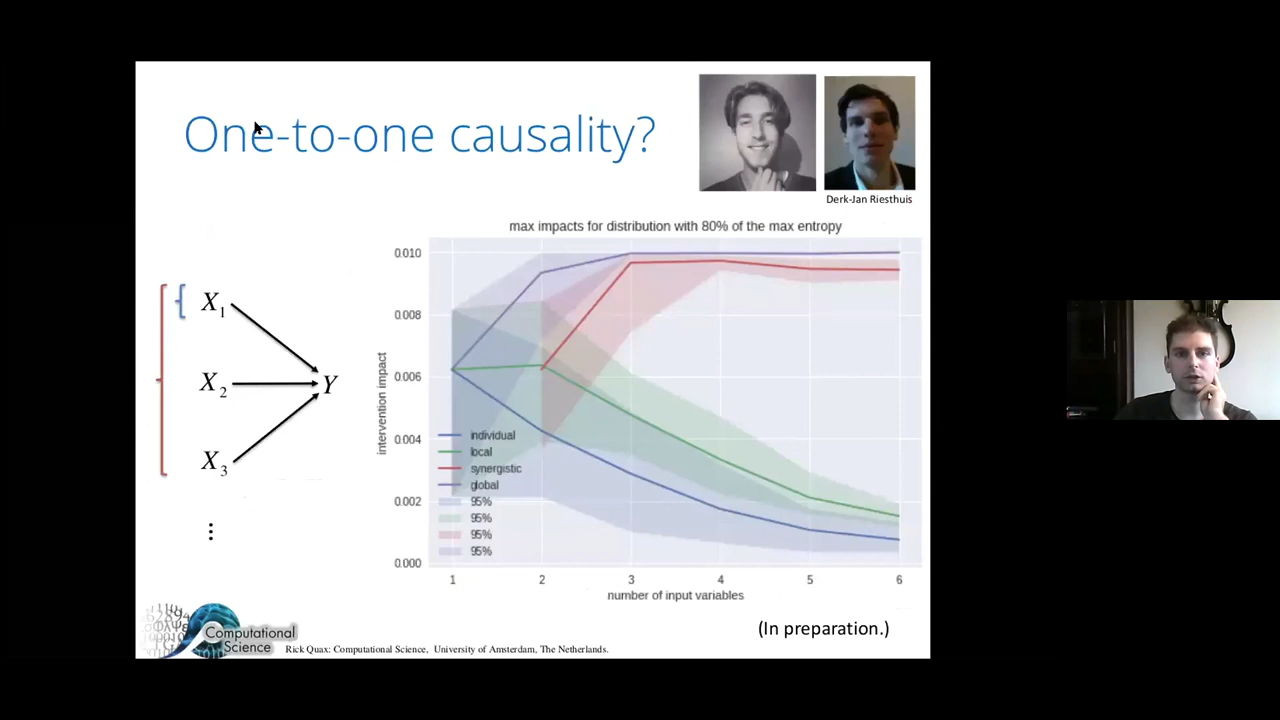 One-to-one causality?
Derk-Jan Riesthuis
max impacts for distribution with 80% of the max entropy
X1
X2
X3
⋮
Y
intervention impact
0.010
0.008
0.006
0.004
0.002
0.000
individual
local
synergistic
global
95%
95%
95%
95%
1 2 3 4 5 6
number of input variables
(In preparation.)
Computational
Science
Rick Quax: Computational Science, University of Amsterdam, The Netherlands.